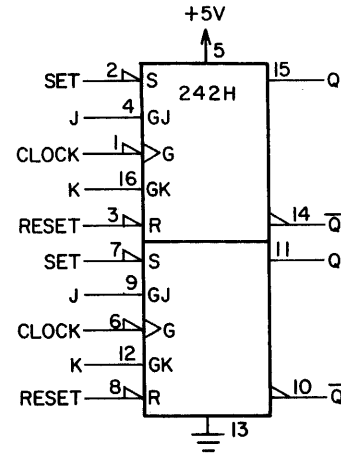 +5V
5
SET 2 S 242H 15 Q
J 4 GJ
CLOCK 1 G
K 16 GK
RESET 3 R 14 Q̅
SET 7 S 11 Q
J 9 GJ
CLOCK 6 G
K 12 GK
RESET 8 R 10 Q̅
13